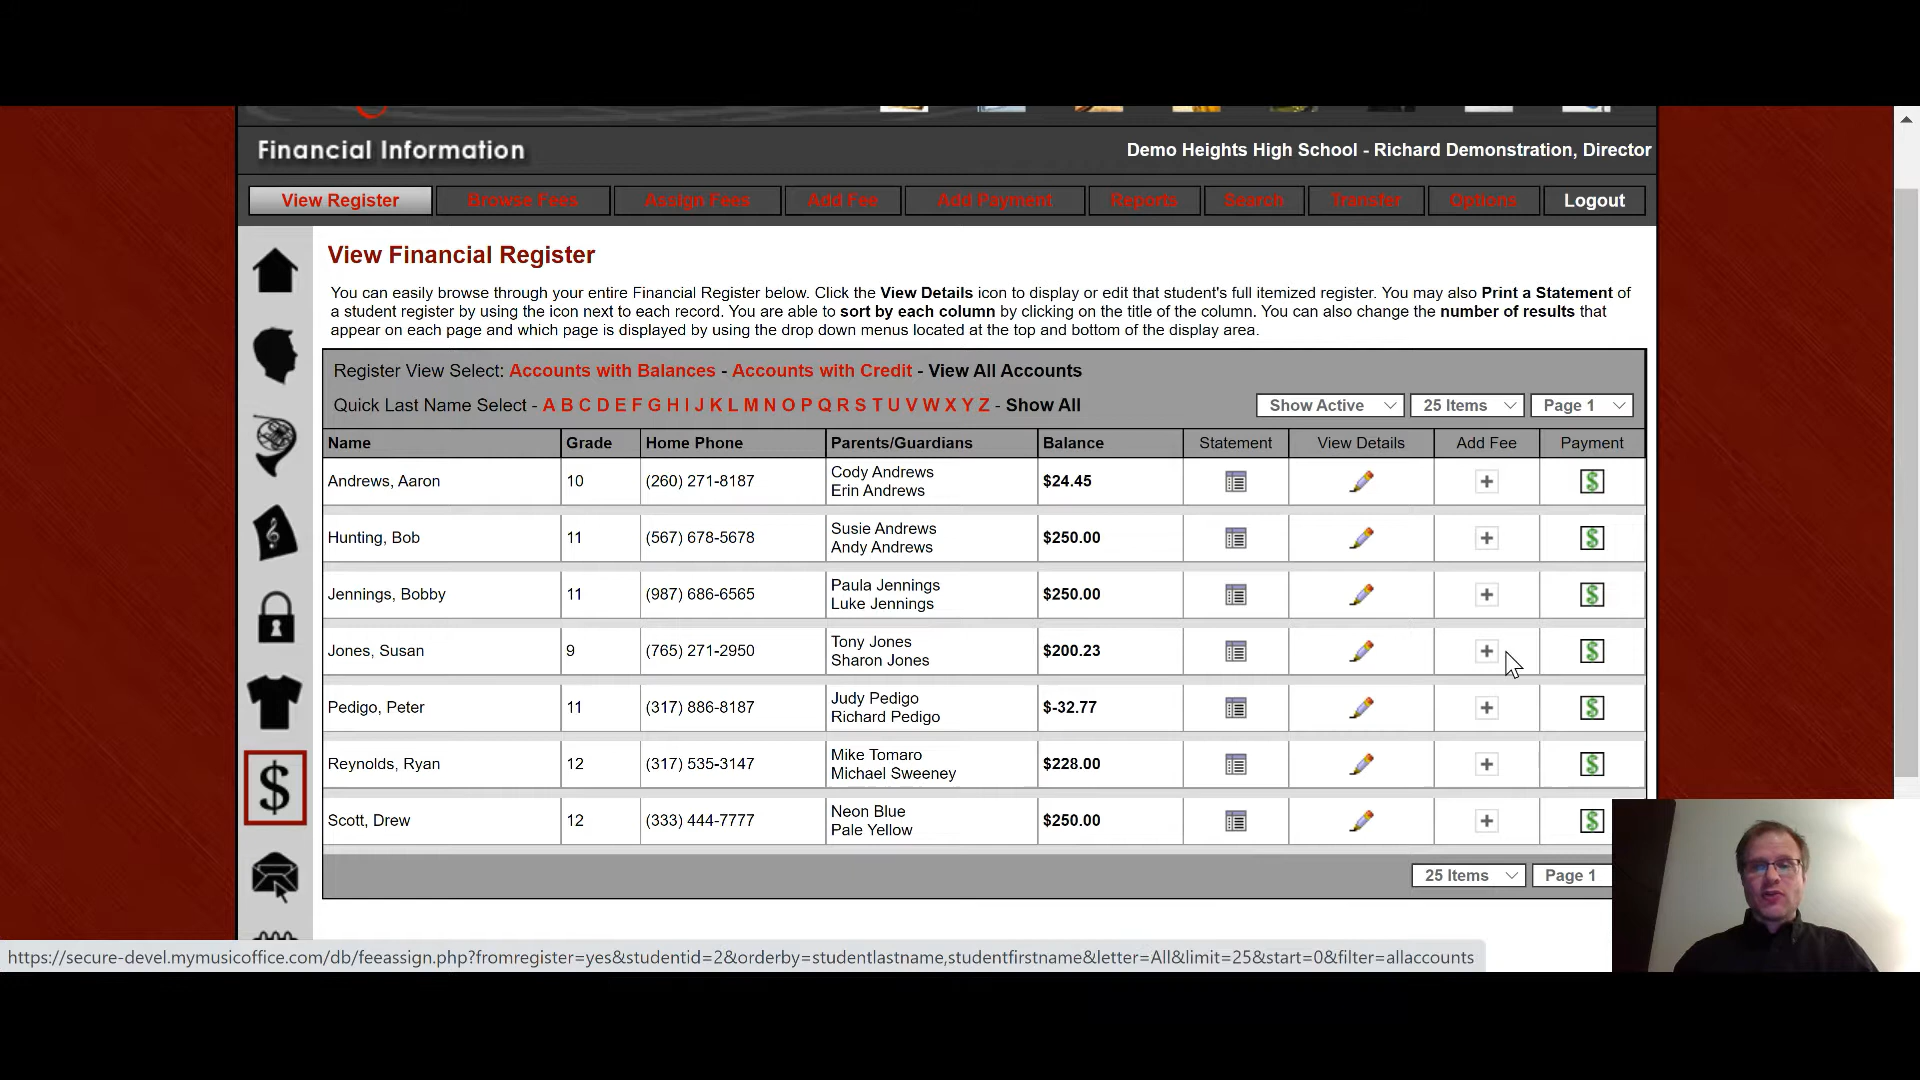 Financial Information
Demo Heights High School - Richard Demonstration, Director
View Register Browse Fees Assign Fees Add Fee Add Payment Reports Search Transfer Options Logout
View Financial Register
You can easily browse through your entire Financial Register below. Click the View Details icon to display or edit that student's full itemized register. You may also Print a Statement of
a student register by using the icon next to each record. You are able to sort by each column by clicking on the title of the column. You can also change the number of results that
appear on each page and which page is displayed by using the drop down menus located at the top and bottom of the display area.
Register View Select: Accounts with Balances - Accounts with Credit - View All Accounts
Quick Last Name Select - A B C D E F G H I J K L M N O P Q R S T U V W X Y Z - Show All
Show Active 25 Items Page 1
Name Grade Home Phone Parents/Guardians Balance Statement View Details Add Fee Payment
Andrews, Aaron 10 (260) 271-8187 Cody Andrews $24.45
Erin Andrews
Hunting, Bob 11 (567) 678-5678 Susie Andrews $250.00
Andy Andrews
Jennings, Bobby 11 (987) 686-6565 Paula Jennings $250.00
Luke Jennings
Jones, Susan 9 (765) 271-2950 Tony Jones $200.23
Sharon Jones
Pedigo, Peter 11 (317) 886-8187 Judy Pedigo $-32.77
Richard Pedigo
Reynolds, Ryan 12 (317) 535-3147 Mike Tomaro $228.00
Michael Sweeney
Scott, Drew 12 (333) 444-7777 Neon Blue $250.00
Pale Yellow
25 Items Page 1
https://secure-devel.mymusicoffice.com/db/feeassign.php?fromregister=yes&studentid=2&orderby=studentlastname,studentfirstname&letter=All&limit=25&start=0&filter=allaccounts